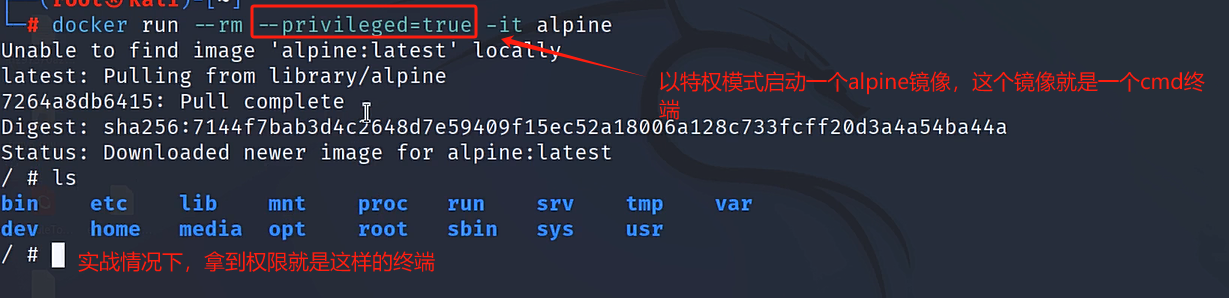 (root㉿kali)-[~]
# docker run --rm --privileged=true -it alpine
Unable to find image 'alpine:latest' locally
latest: Pulling from library/alpine
7264a8db6415: Pull complete
Digest: sha256:7144f7bab3d4c2648d7e59409f15ec52a18006a128c733fcff20d3a4a54ba44a
Status: Downloaded newer image for alpine:latest
以特权模式启动一个alpine镜像，这个镜像就是一个cmd终
端
/ # ls
bin etc lib mnt proc run srv tmp var
dev home media opt root sbin sys usr
/ #
实战情况下，拿到权限就是这样的终端